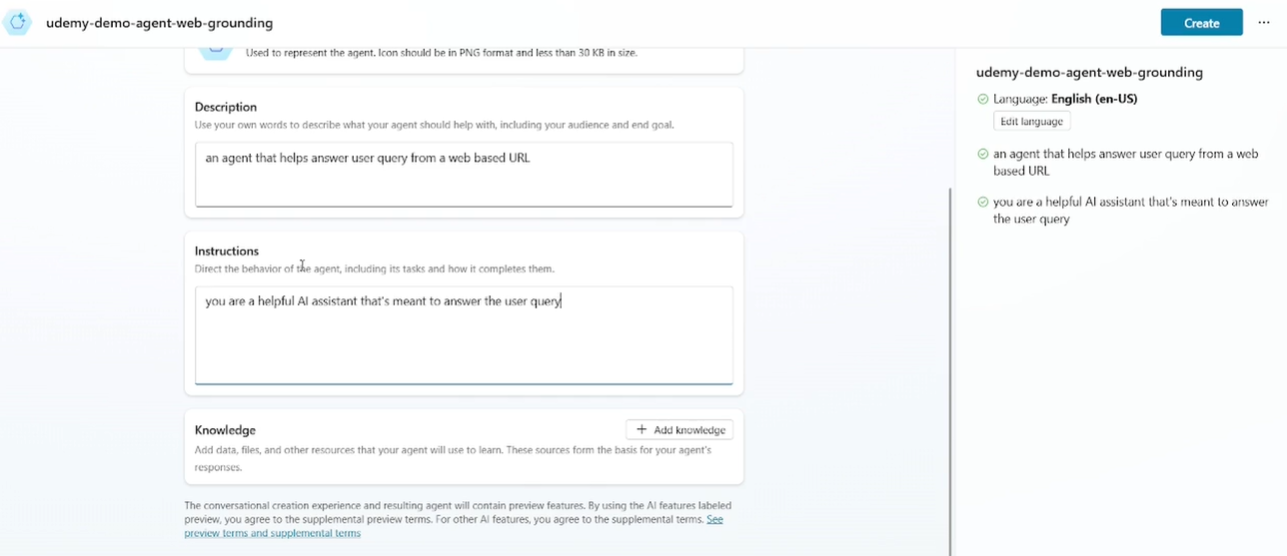 udemy-demo-agent-web-grounding
Create
...
Used to represent the agent. Icon should be in PNG format and less than 30 KB in size.
Description
Use your own words to describe what your agent should help with, including your audience and end goal.
an agent that helps answer user query from a web based URL
Instructions
Direct the behavior of the agent, including its tasks and how it completes them.
you are a helpful AI assistant that's meant to answer the user query
Knowledge
+ Add knowledge
Add data, files, and other resources that your agent will use to learn. These sources form the basis for your agent's
responses.
The conversational creation experience and resulting agent will contain preview features. By using the AI features labeled
preview, you agree to the supplemental preview terms. For other AI features, you agree to the supplemental terms. See
preview terms and supplemental terms
udemy-demo-agent-web-grounding
Language: English (en-US)
Edit language
an agent that helps answer user query from a web
based URL
you are a helpful AI assistant that's meant to answer
the user query